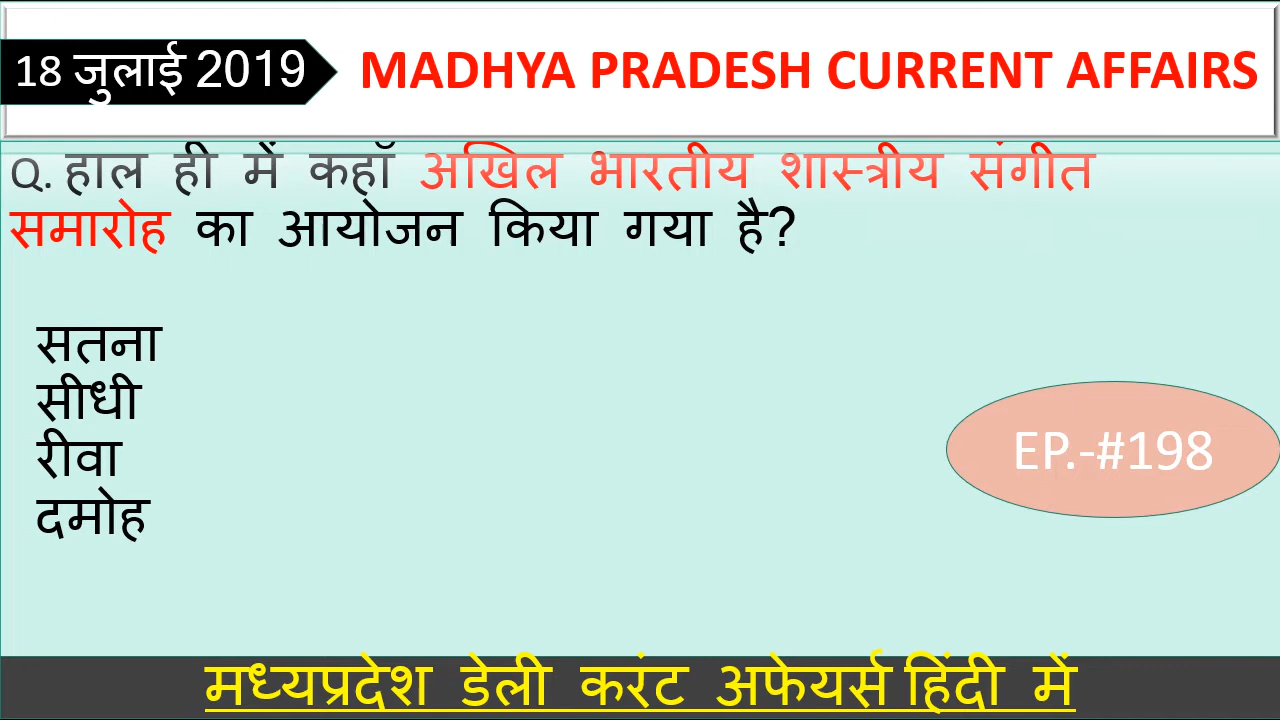 18 जुलाई 2019
MADHYA PRADESH CURRENT AFFAIRS
Q. हाल ही में कहाॅ अखिल भारतीय शास्त्रीय संगीत
समारोह का आयोजन किया गया है?
सतना
सीधी
रीवा
दमोह
EP.-#198
मध्यप्रदेश डेली करंट अफेयर्स हिंदी में